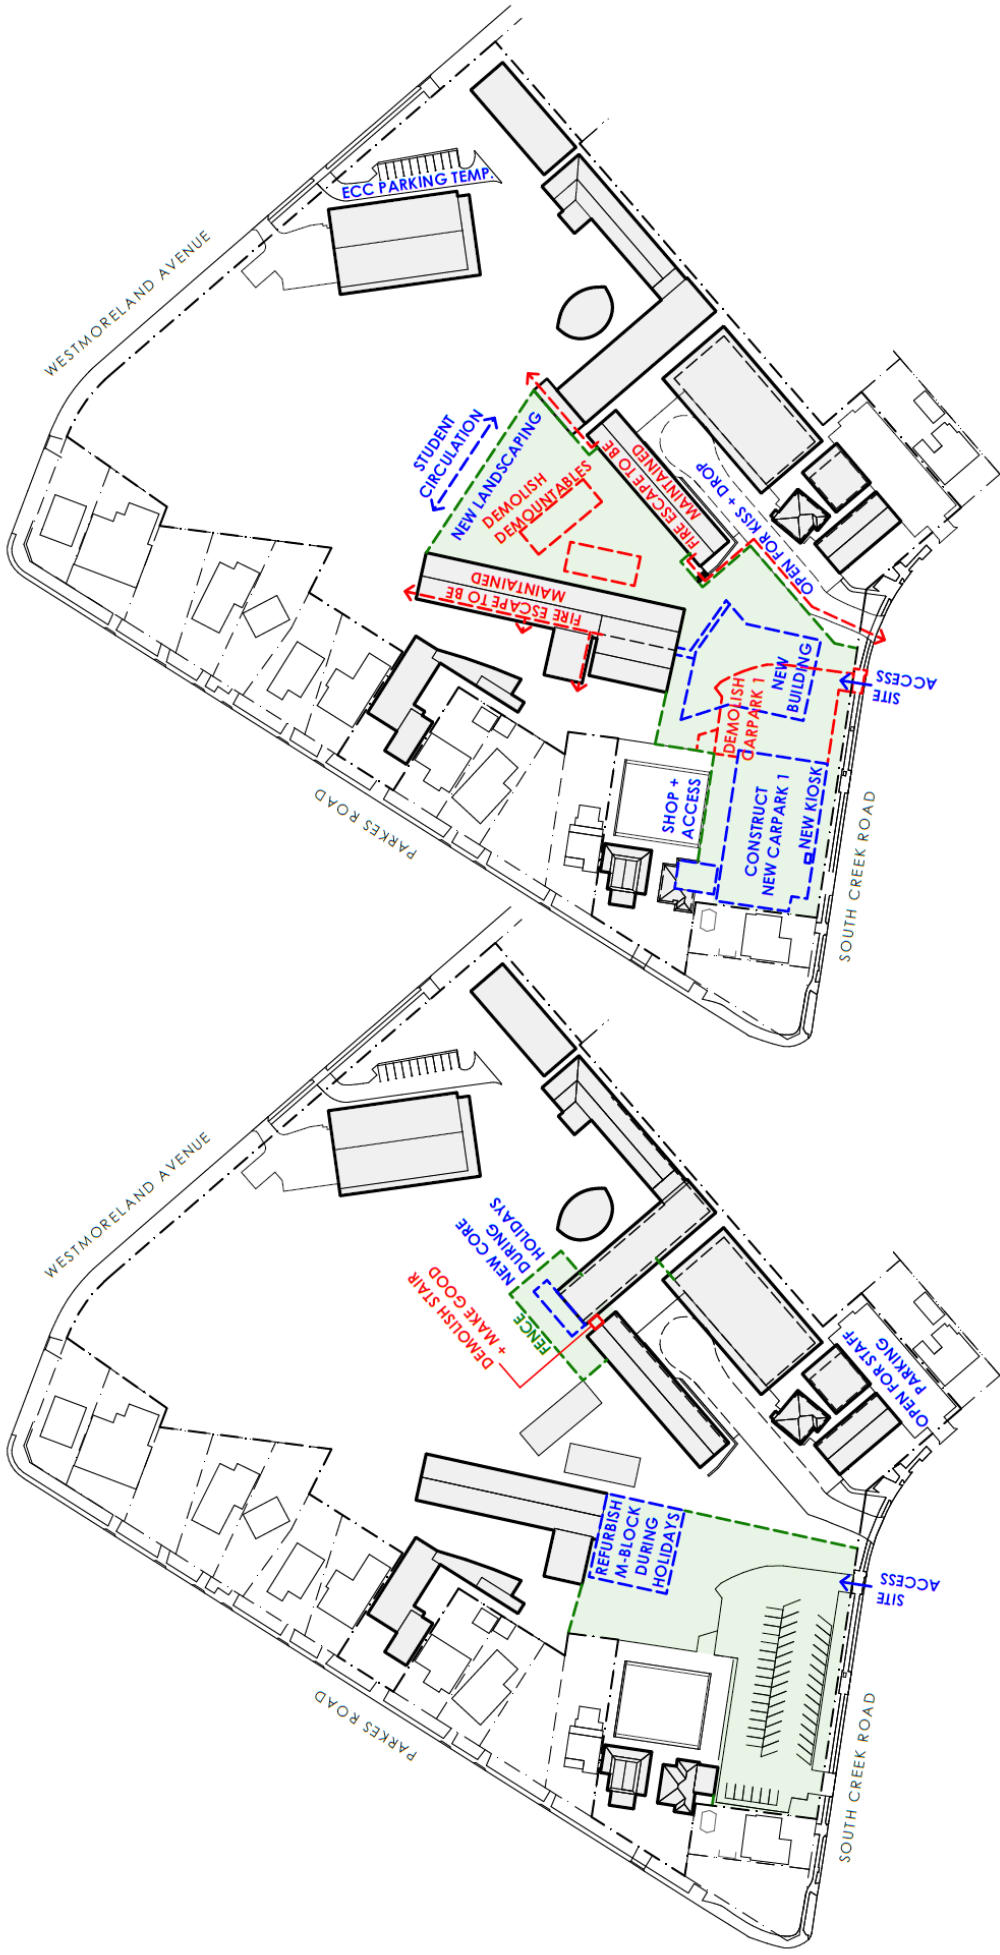 WESTMORELAND AVENUE
ECC PARKING TEMP.
STUDENT
CIRCULATION
NEW LANDSCAPING
DEMOLISH
DEMOUNTABLES
FIRE ESCAPE TO BE
MAINTAINED
OPEN FOR KISS + DROP
FIRE ESCAPE TO BE
MAINTAINED
NEW
BUILDING
DEMOLISH
CARPARK 1
SITE
ACCESS
SHOP +
ACCESS
CONSTRUCT
NEW CARPARK 1
NEW KIOSK
PARKES ROAD
SOUTH CREEK ROAD
WESTMORELAND AVENUE
NEW CORE
DURING
HOLIDAYS
DEMOLISH STAIR
+ MAKE GOOD
FENCE
OPEN FOR STAFF
PARKING
REFURBISH
M-BLOCK
DURING
HOLIDAYS
SITE
ACCESS
PARKES ROAD
SOUTH CREEK ROAD